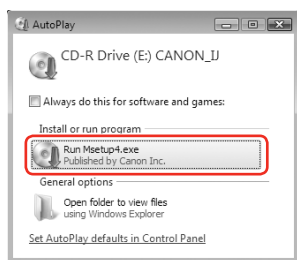 AutoPlay
CD-R Drive (E:) CANON_IJ
Always do this for software and games:
Install or run program
Run Msetup4.exe
Published by Canon Inc.
General options
Open folder to view files
using Windows Explorer
Set AutoPlay defaults in Control Panel